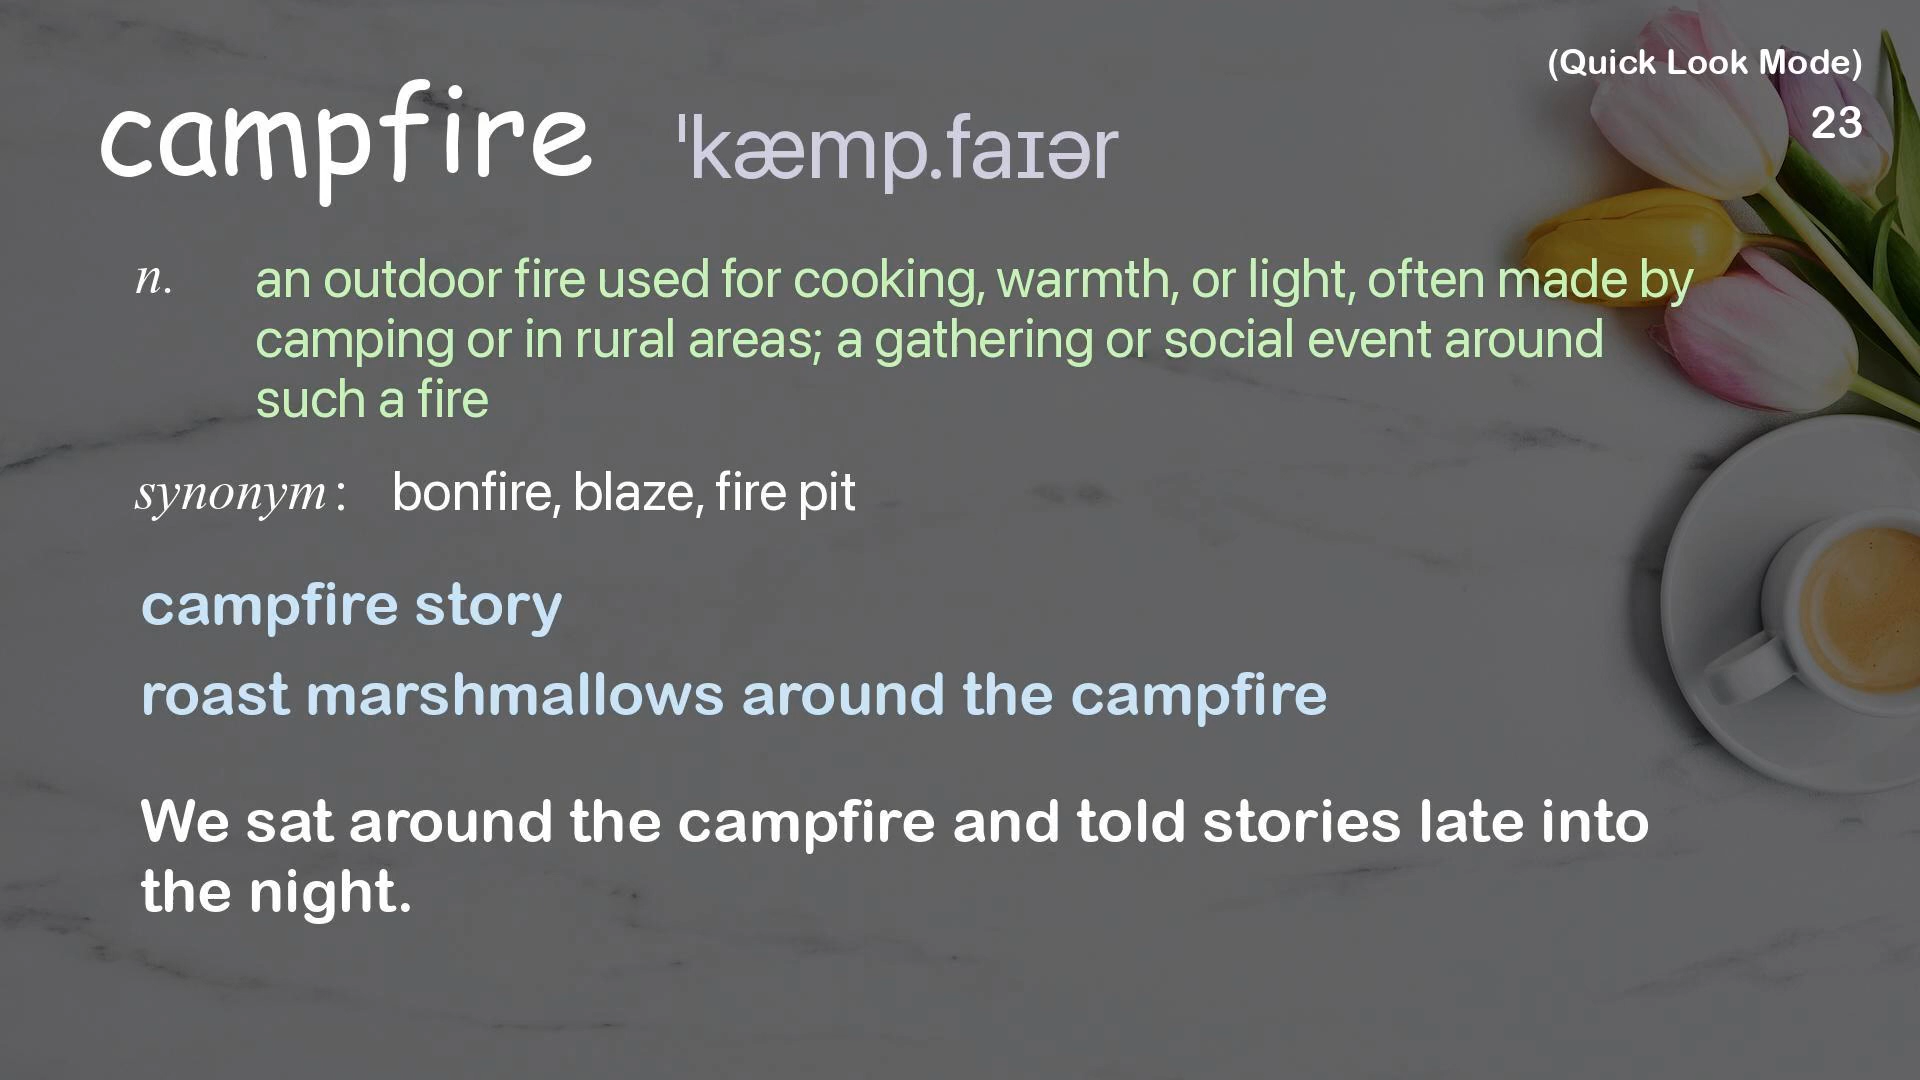 (Quick Look Mode)
23
campfire ˈkæmp.faɪər
n. an outdoor fire used for cooking, warmth, or light, often made by
camping or in rural areas; a gathering or social event around
such a fire
synonym: bonfire, blaze, fire pit
campfire story
roast marshmallows around the campfire
We sat around the campfire and told stories late into
the night.